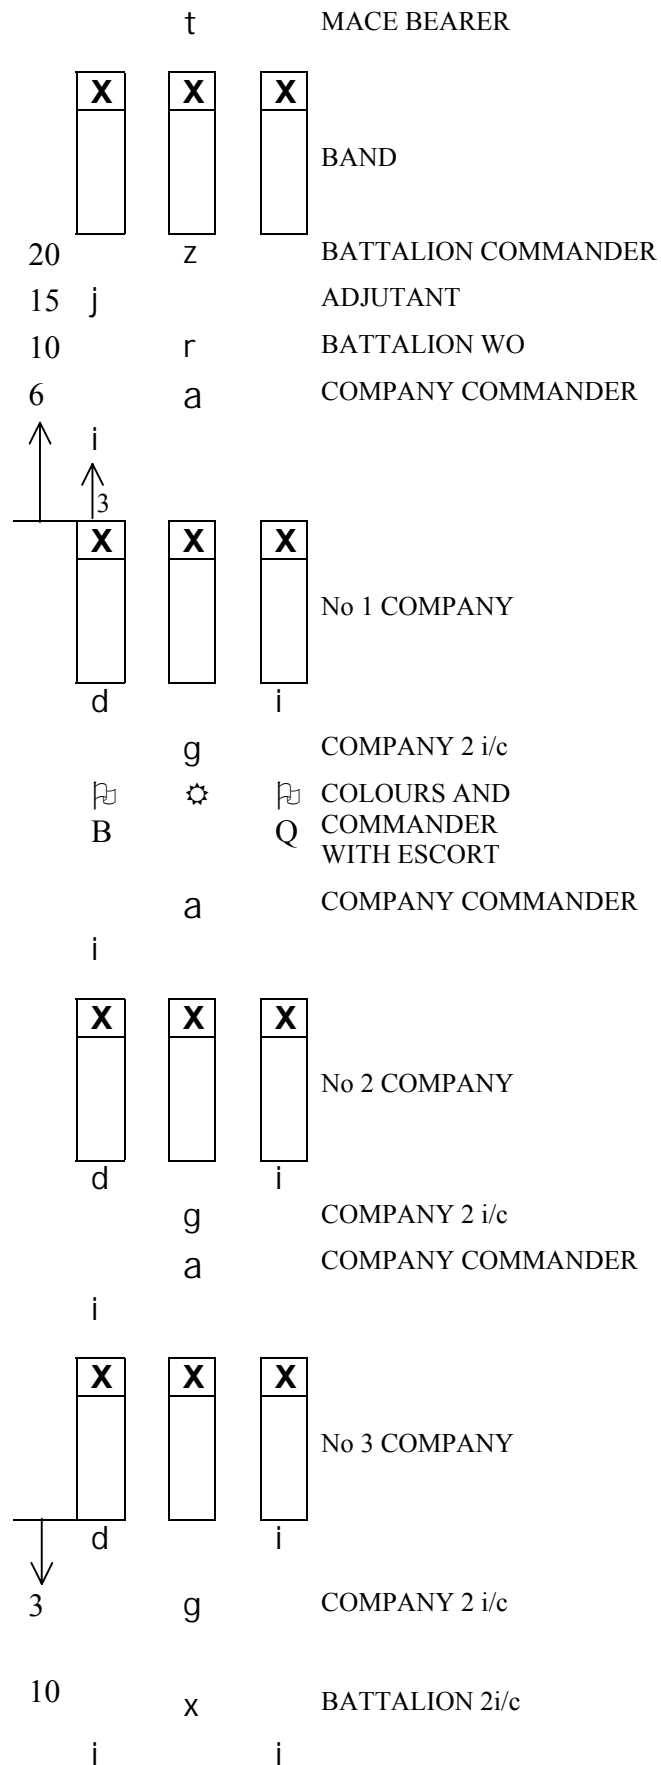 t MACE BEARER
X X X
BAND
20 z BATTALION COMMANDER
15 j ADJUTANT
10 r BATTALION WO
6 a COMPANY COMMANDER
i
3
X X X
No 1 COMPANY
d i
g COMPANY 2 i/c
COLOURS AND
B Q COMMANDER
WITH ESCORT
a COMPANY COMMANDER
i
X X X
No 2 COMPANY
d i
g COMPANY 2 i/c
a COMPANY COMMANDER
i
X X X
No 3 COMPANY
d i
3 g COMPANY 2 i/c
10 x BATTALION 2i/c
i i